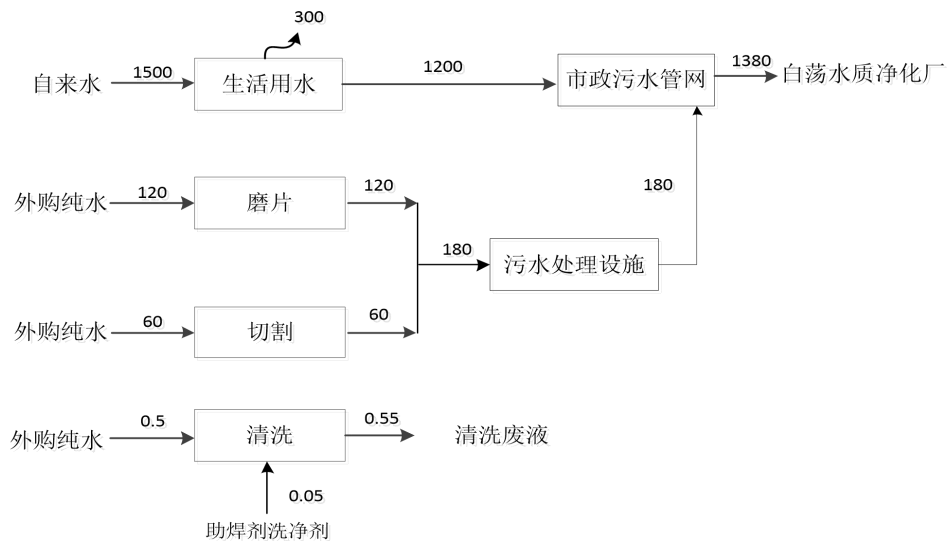 300
自来水 1500 生活用水 1200 市政污水管网 1380 白荡水质净化厂
外购纯水 120 磨片 120 180
180 污水处理设施
外购纯水 60 切割 60
外购纯水 0.5 清洗 0.55 清洗废液
0.05
助焊剂洗净剂